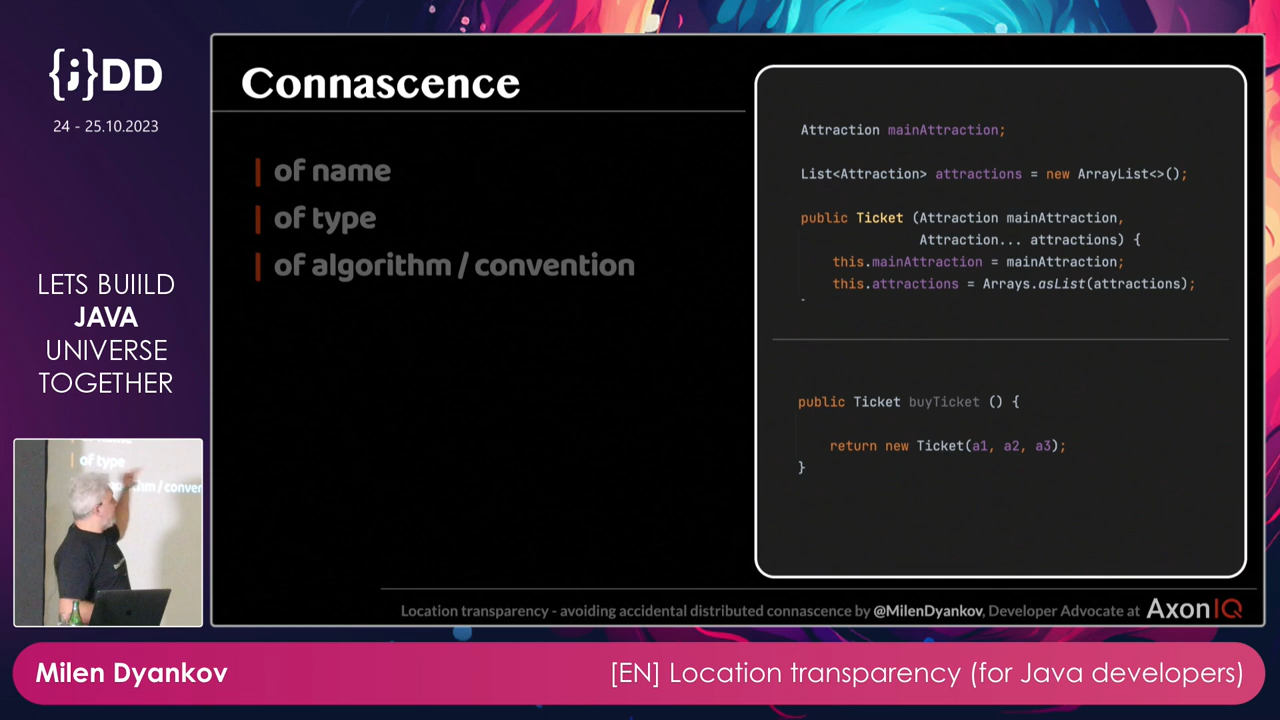 {j}DD
24 - 25.10.2023
LETS BUIILD
JAVA
UNIVERSE
TOGETHER
Connascence
of name
of type
of algorithm / convention
Attraction mainAttraction;
List<Attraction> attractions = new ArrayList<>();
public Ticket (Attraction mainAttraction,
Attraction... attractions) {
this.mainAttraction = mainAttraction;
this.attractions = Arrays.asList(attractions);
public Ticket buyTicket () {
return new Ticket(a1, a2, a3);
}
of type
Location transparency - avoiding accidental distributed connascence by @MilenDyankov, Developer Advocate at AxonIQ
Milen Dyankov
[EN] Location transparency (for Java developers)